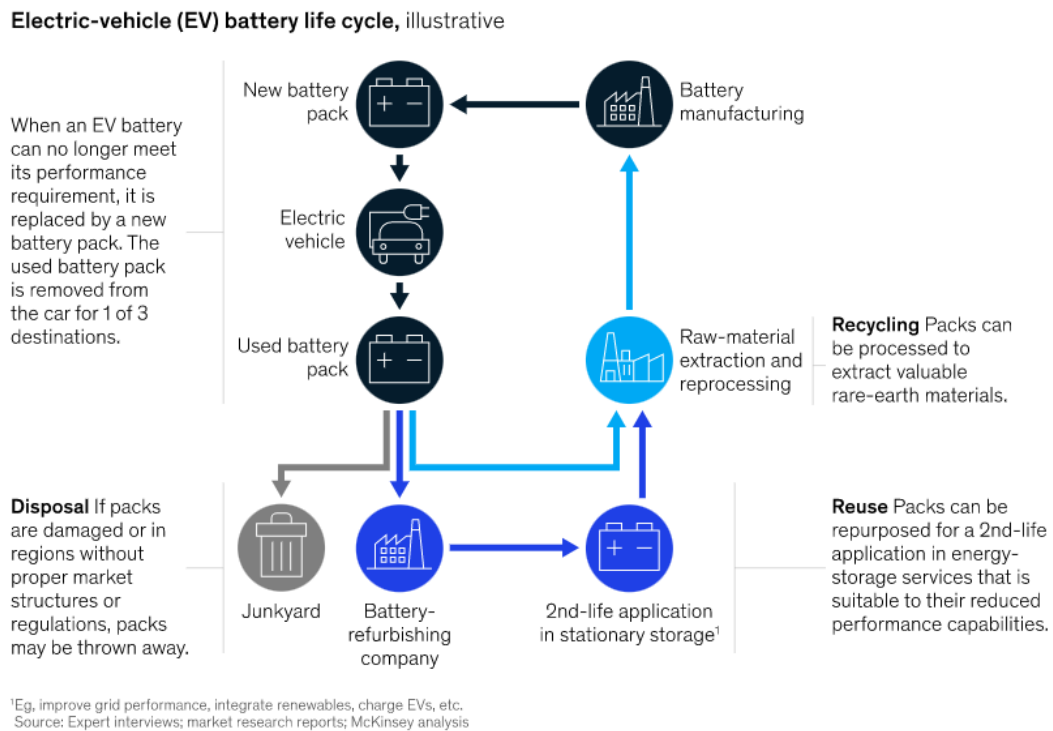 Electric-vehicle (EV) battery life cycle, illustrative
When an EV battery
can no longer meet
its performance
requirement, it is
replaced by a new
battery pack. The
used battery pack
is removed from
the car for 1 of 3
destinations.
New battery
pack
Battery
manufacturing
Electric
vehicle
Used battery
pack
Raw-material
extraction and
reprocessing
Recycling Packs can
be processed to
extract valuable
rare-earth materials.
Disposal If packs
are damaged or in
regions without
proper market
structures or
regulations, packs
may be thrown away.
Junkyard
Battery-
refurbishing
company
2nd-life application
in stationary storage¹
Reuse Packs can be
repurposed for a 2nd-life
application in energy-
storage services that is
suitable to their reduced
performance capabilities.
¹Eg, improve grid performance, integrate renewables, charge EVs, etc.
Source: Expert interviews; market research reports; McKinsey analysis